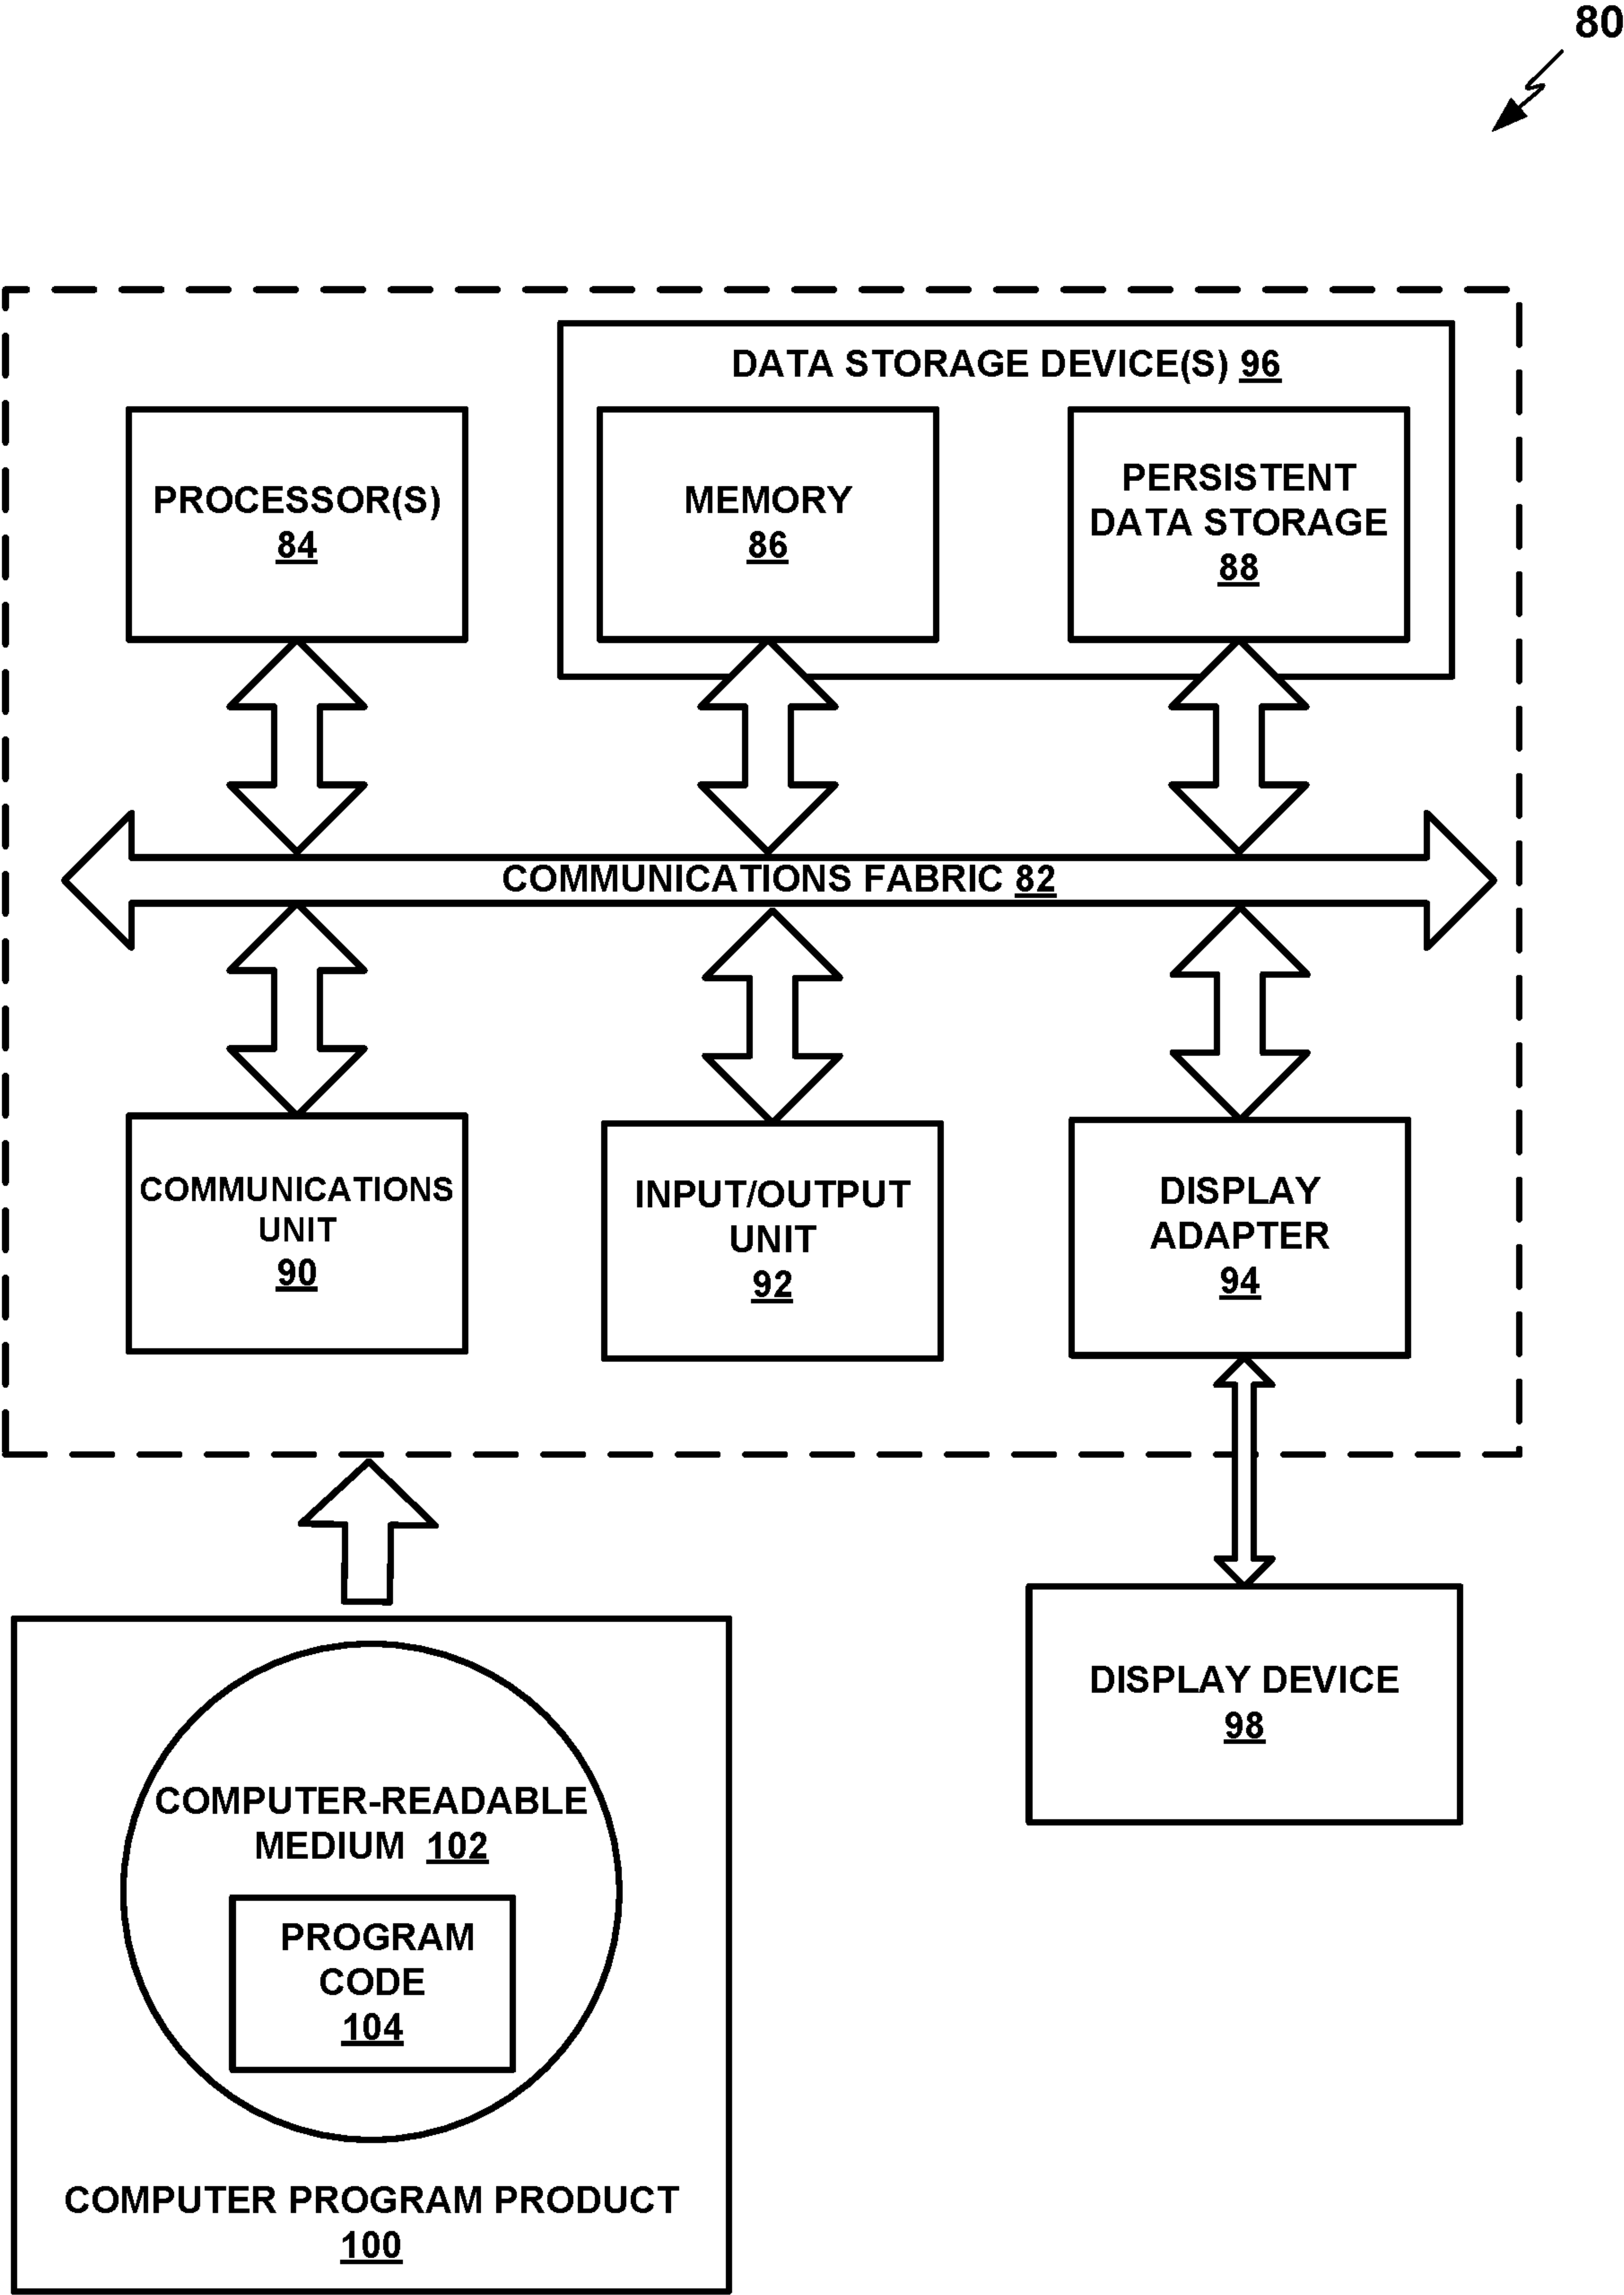 80
DATA STORAGE DEVICE(S) 96
PROCESSOR(S)
84
MEMORY
86
PERSISTENT
DATA STORAGE
88
COMMUNICATIONS FABRIC 82
COMMUNICATIONS
UNIT
90
INPUT/OUTPUT
UNIT
92
DISPLAY
ADAPTER
94
DISPLAY DEVICE
98
COMPUTER-READABLE
MEDIUM 102
PROGRAM
CODE
104
COMPUTER PROGRAM PRODUCT
100